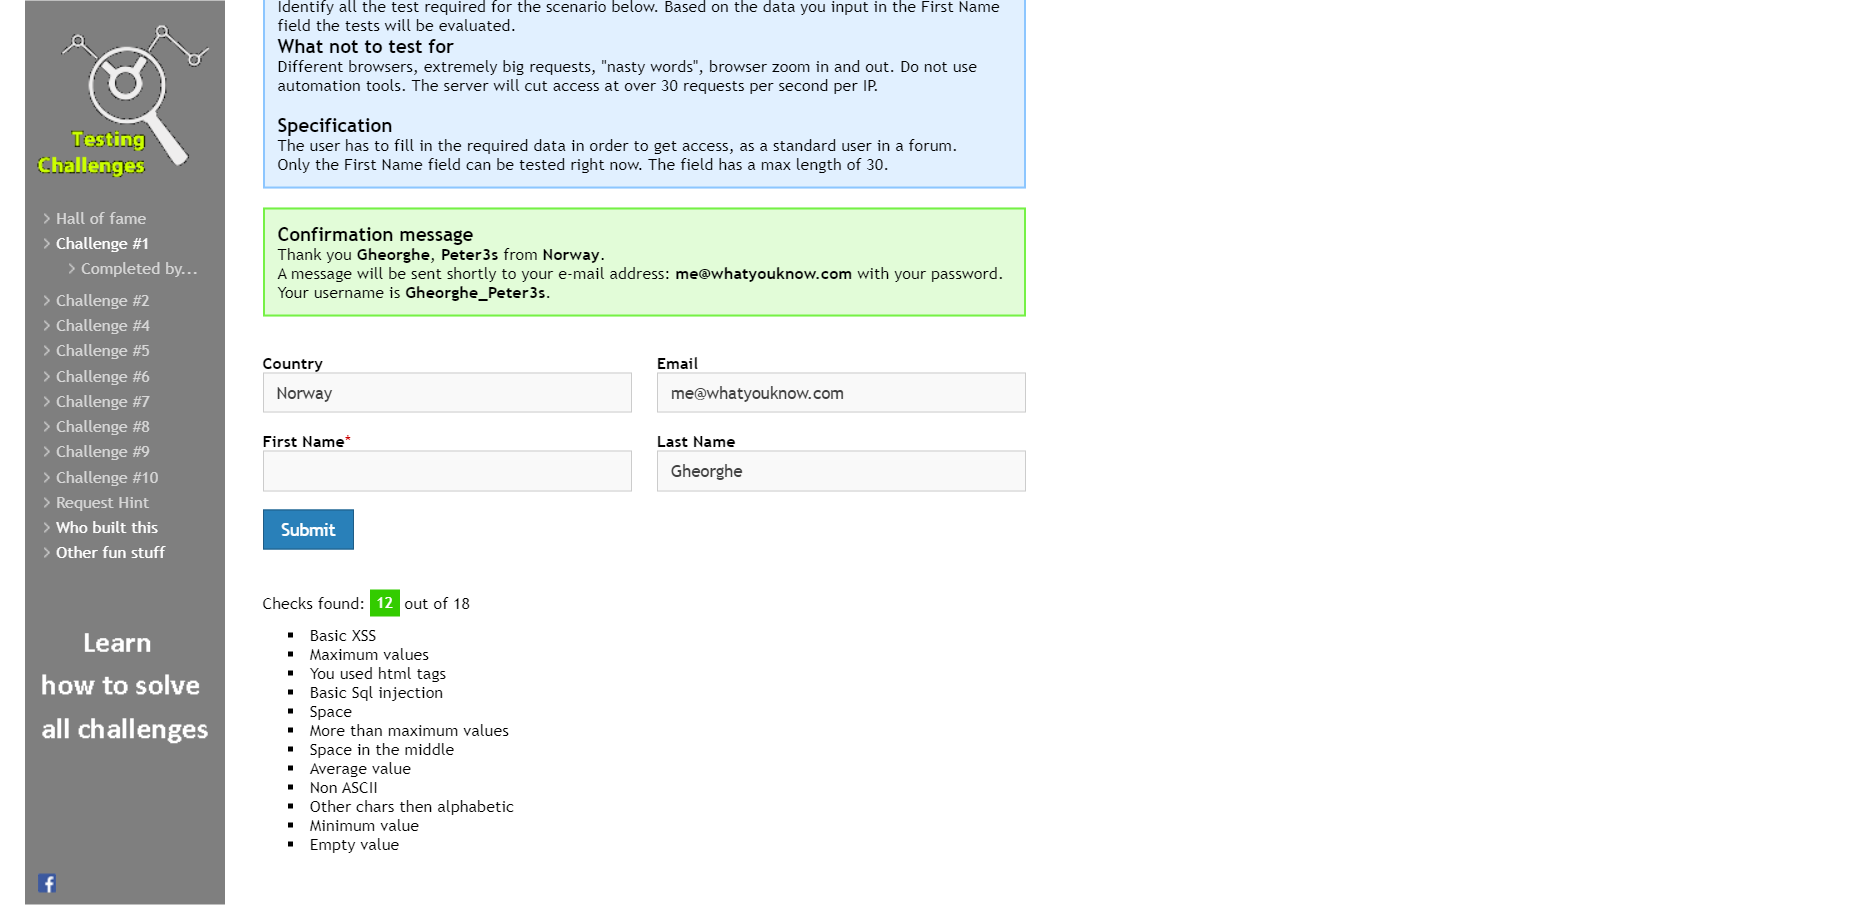 Testing
Challenges
Hall of fame
Challenge #1
Completed by...
Challenge #2
Challenge #4
Challenge #5
Challenge #6
Challenge #7
Challenge #8
Challenge #9
Challenge #10
Request Hint
Who built this
Other fun stuff
Learn
how to solve
all challenges
Identify all the test required for the scenario below. Based on the data you input in the First Name
field the tests will be evaluated.
What not to test for
Different browsers, extremely big requests, "nasty words", browser zoom in and out. Do not use
automation tools. The server will cut access at over 30 requests per second per IP.
Specification
The user has to fill in the required data in order to get access, as a standard user in a forum.
Only the First Name field can be tested right now. The field has a max length of 30.
Confirmation message
Thank you Gheorghe, Peter3s from Norway.
A message will be sent shortly to your e-mail address: me@whatyouknow.com with your password.
Your username is Gheorghe_Peter3s.
Country
Norway
Email
me@whatyouknow.com
First Name*
Last Name
Gheorghe
Submit
Checks found: 12 out of 18
Basic XSS
Maximum values
You used html tags
Basic Sql injection
Space
More than maximum values
Space in the middle
Average value
Non ASCII
Other chars then alphabetic
Minimum value
Empty value
f